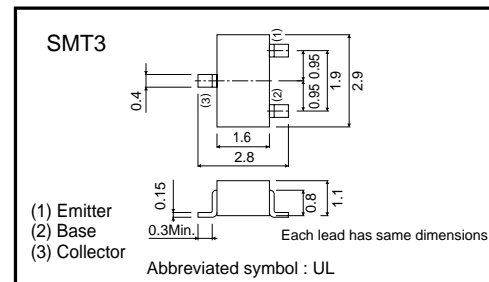 SMT3
(1)
0.95 0.95
1.9
2.9
0.4
(3)
(2)
1.6
2.8
0.15
0.8
1.1
0.3Min.
Each lead has same dimensions
(1) Emitter
(2) Base
(3) Collector
Abbreviated symbol : UL